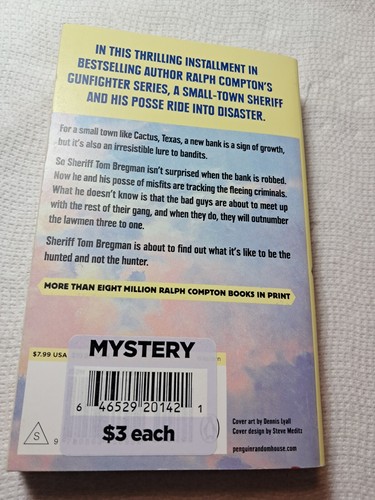 IN THIS THRILLING INSTALLMENT IN
BESTSELLING AUTHOR RALPH COMPTON'S
GUNFIGHTER SERIES, A SMALL-TOWN SHERIFF
AND HIS POSSE RIDE INTO DISASTER.
For a small town like Cactus, Texas, a new bank is a sign of growth,
but it's also an irresistible lure to bandits.
So Sheriff Tom Bregman isn't surprised when the bank is robbed.
Now he and his posse of misfits are tracking the fleeing criminals.
What he doesn't know is that the bad guys are about to meet up
with the rest of their gang, and when they do, they will outnumber
the lawmen three to one.
Sheriff Tom Bregman is about to find out what it's like to be the
hunted and not the hunter.
MORE THAN EIGHT MILLION RALPH COMPTON BOOKS IN PRINT
$7.99 USA
MYSTERY
6 46529 20142 1
$3 each
S
9
Cover art by Dennis Lyall
Cover design by Steve Meditz
penguinrandomhouse.com